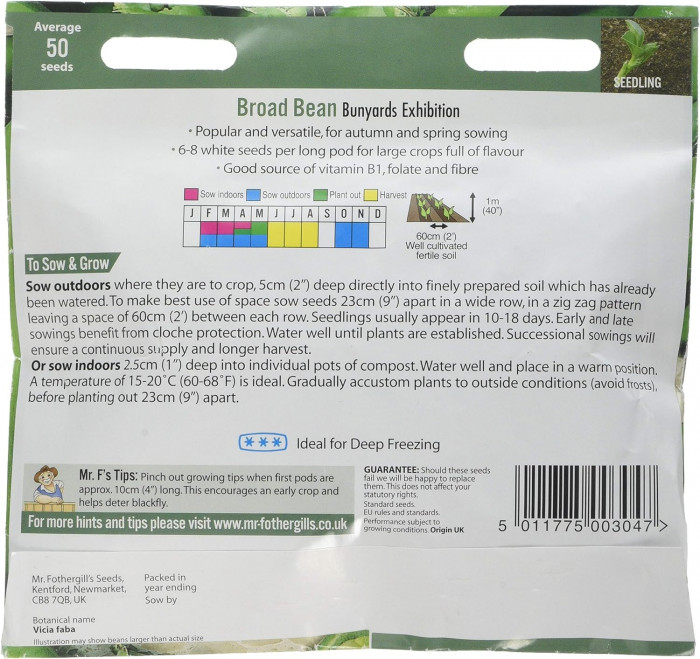 Average
50
seeds
SEEDLING
Broad Bean Bunyards Exhibition
• Popular and versatile, for autumn and spring sowing
• 6-8 white seeds per long pod for large crops full of flavour
• Good source of vitamin B1, folate and fibre
Sow indoors Sow outdoors Plant out Harvest
J F M A M J J A S O N D
1m
(40")
60cm (2')
Well cultivated
fertile soil
To Sow & Grow
Sow outdoors where they are to crop, 5cm (2") deep directly into finely prepared soil which has already
been watered. To make best use of space sow seeds 23cm (9") apart in a wide row, in a zig zag pattern
leaving a space of 60cm (2') between each row. Seedlings usually appear in 10-18 days. Early and late
sowings benefit from cloche protection. Water well until plants are established. Successional sowings will
ensure a continuous supply and longer harvest.
Or sow indoors 2.5cm (1") deep into individual pots of compost. Water well and place in a warm position.
A temperature of 15-20˚C (60-68˚F) is ideal. Gradually accustom plants to outside conditions (avoid frosts),
before planting out 23cm (9") apart.
Ideal for Deep Freezing
Mr. F's Tips: Pinch out growing tips when first pods are
approx. 10cm (4") long. This encourages an early crop and
helps deter blackfly.
For more hints and tips please visit www.mr-fothergills.co.uk
GUARANTEE: Should these seeds
fail we will be happy to replace
them. This does not affect your
statutory rights.
Standard seeds.
EU rules and standards.
Performance subject to
growing conditions. Origin UK
5 011775 003047 >
Mr. Fothergill's Seeds,
Kentford, Newmarket,
CB8 7QB, UK
Packed in
year ending
Sow by
Botanical name
Vicia faba
Illustration may show beans larger than actual size